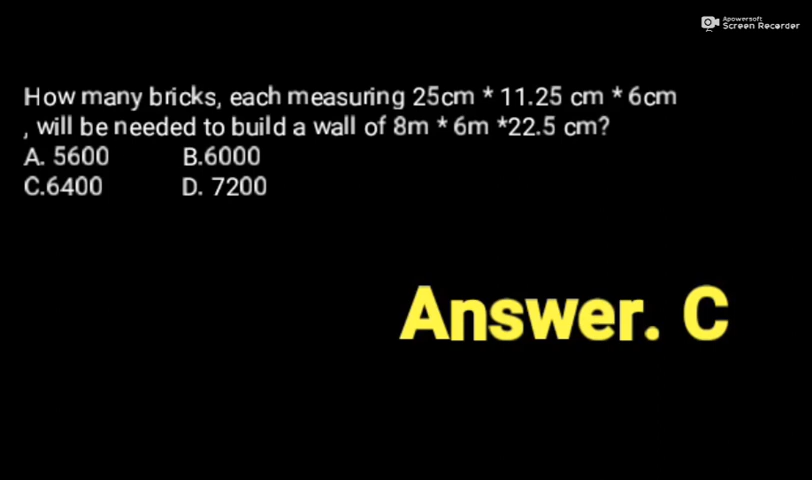 Apowersoft
Screen Recorder
How many bricks, each measuring 25cm * 11.25 cm * 6cm
, will be needed to build a wall of 8m * 6m *22.5 cm?
A. 5600 B.6000
C.6400 D. 7200
Answer. C